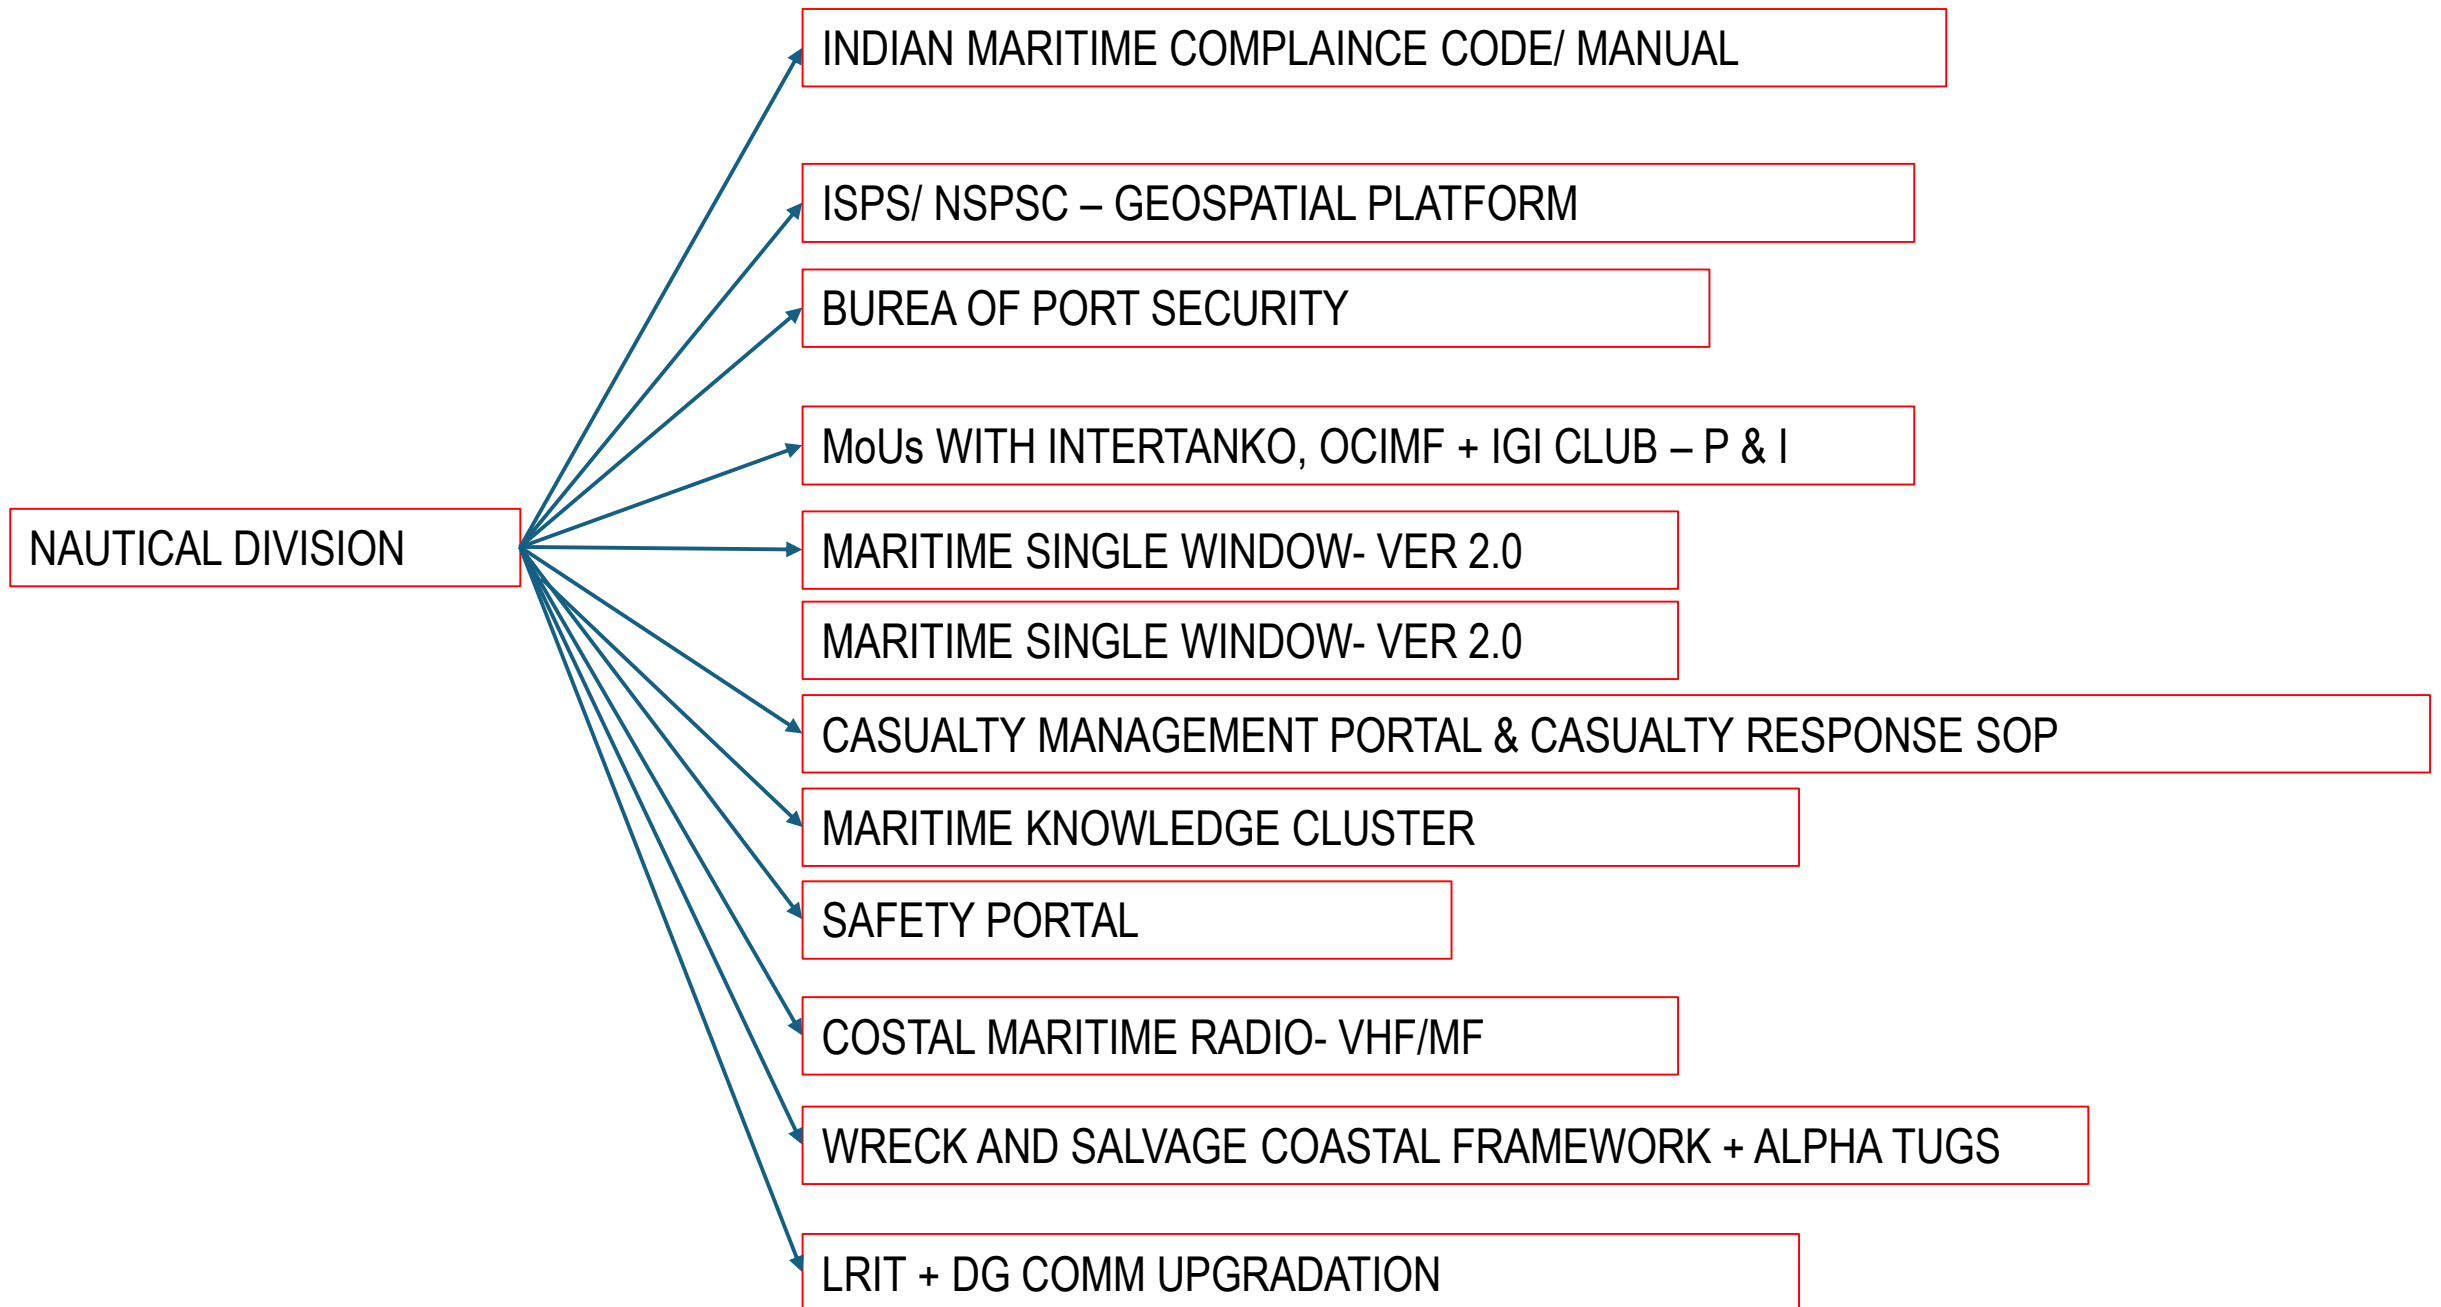 INDIAN MARITIME COMPLAINCE CODE/ MANUAL
ISPS/ NSPSC – GEOSPATIAL PLATFORM
BUREA OF PORT SECURITY
MoUs WITH INTERTANKO, OCIMF + IGI CLUB – P & I
NAUTICAL DIVISION
MARITIME SINGLE WINDOW- VER 2.0
MARITIME SINGLE WINDOW- VER 2.0
CASUALTY MANAGEMENT PORTAL & CASUALTY RESPONSE SOP
MARITIME KNOWLEDGE CLUSTER
SAFETY PORTAL
COSTAL MARITIME RADIO- VHF/MF
WRECK AND SALVAGE COASTAL FRAMEWORK + ALPHA TUGS
LRIT + DG COMM UPGRADATION